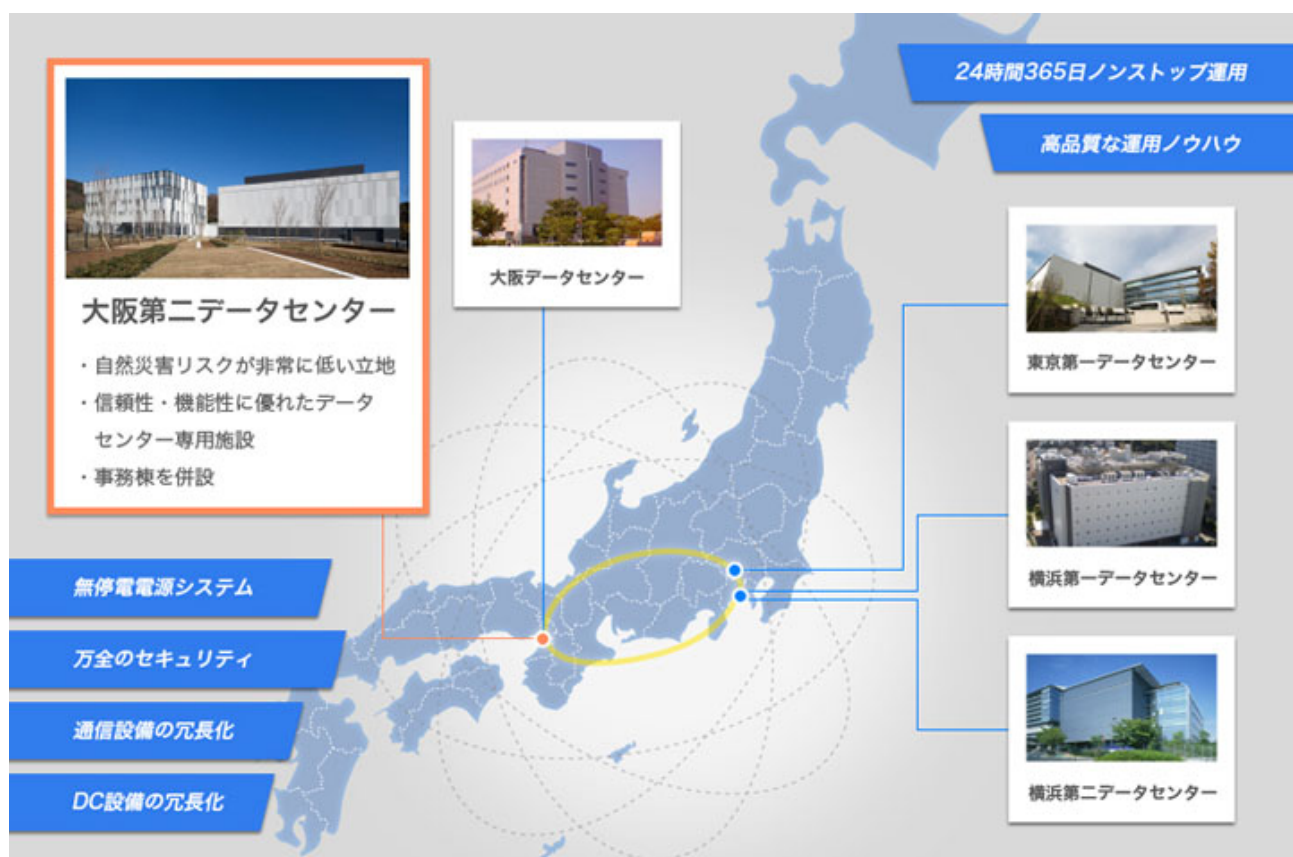 24時間365日ノンストップ運用
高品質な運用ノウハウ
大阪第二データセンター
・自然災害リスクが非常に低い立地
・信頼性・機能性に優れたデータ
センター専用施設
・事務棟を併設
大阪データセンター
東京第一データセンター
横浜第一データセンター
横浜第二データセンター
無停電電源システム
万全のセキュリティ
通信設備の冗長化
DC設備の冗長化